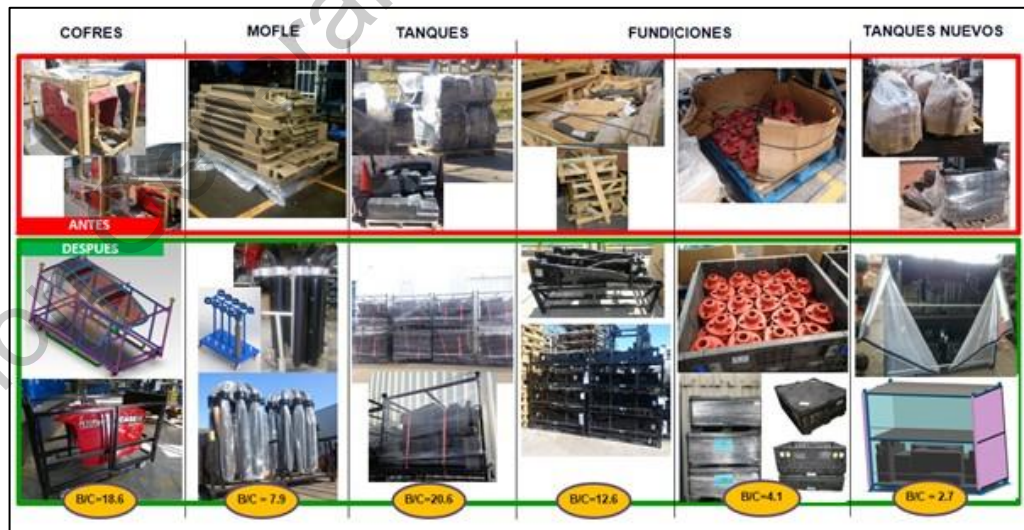 COFRES
MOFLE
TANQUES
FUNDICIONES
TANQUES NUEVOS
ANTES
DESPUES
CASE
B/C=18.6
B/C = 7.9
B/C=20.6
B/C=12.6
B/C=4.1
B/C = 2.7